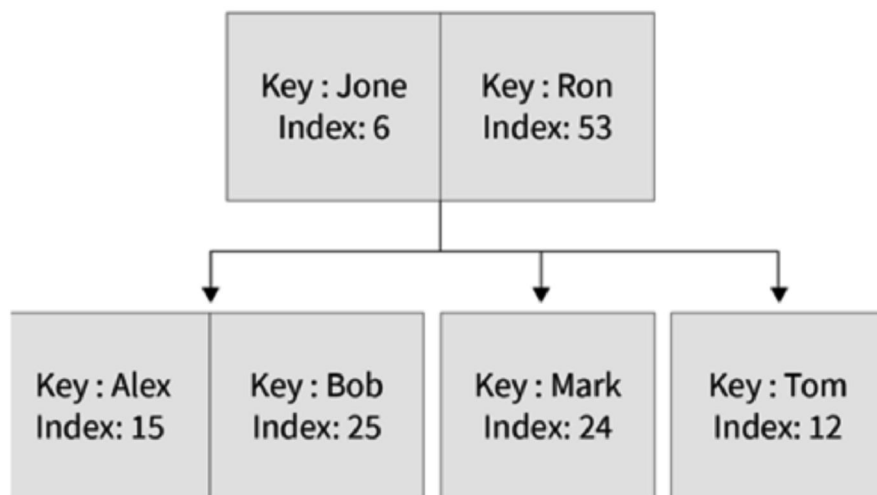 Key : Jone
Index: 6
Key : Ron
Index: 53
Key : Alex
Index: 15
Key : Bob
Index: 25
Key : Mark
Index: 24
Key : Tom
Index: 12